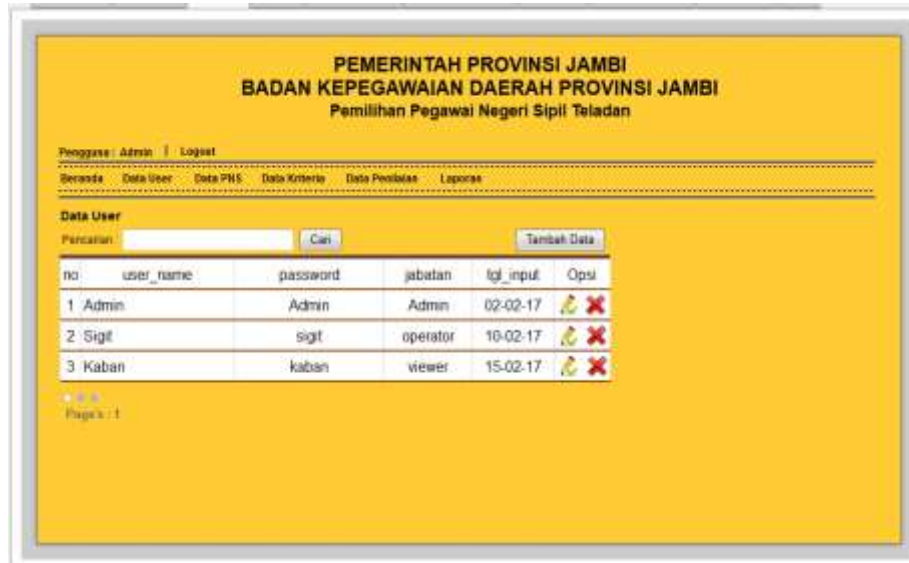 PEMERINTAH PROVINSI JAMBI
BADAN KEPEGAWAIAN DAERAH PROVINSI JAMBI
Pemilihan Pegawai Negeri Sipil Teladan
Pengguna : Admin | Logout
Beranda Data User Data PNS Data Kriteria Data Penilaian Laporan
Data User
Pencarian : Cari Tambah Data
no user_name password jabatan tgl_input Opsi
1 Admin Admin Admin 02-02-17
2 Sigit sigit operator 10-02-17
3 Kaban kaban viewer 15-02-17
Page's : 1